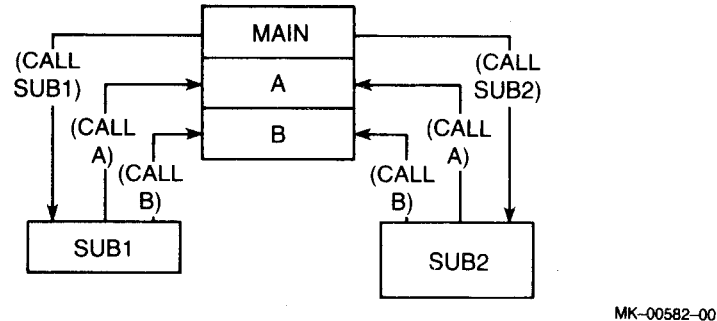 MAIN
(CALL
SUB1)
(CALL
SUB2)
A
(CALL
A)
(CALL
A)
B
(CALL
B)
(CALL
B)
SUB1
SUB2
MK-00582-00